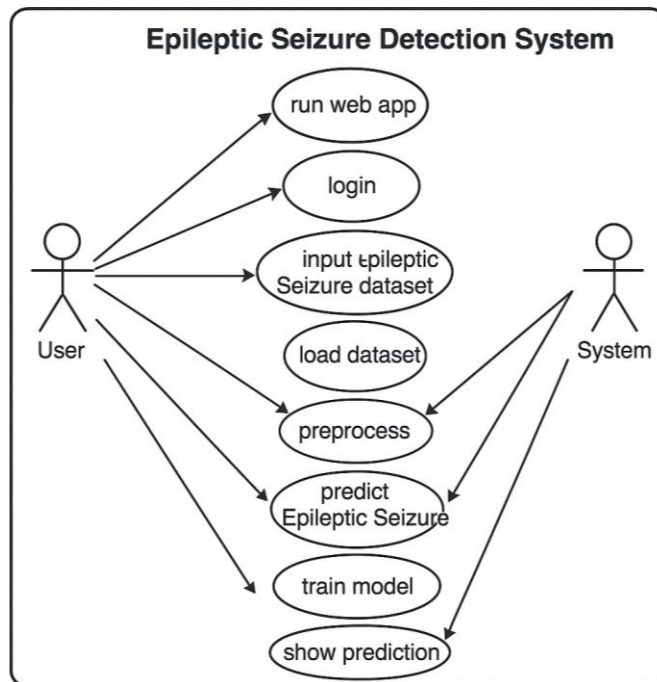 Epileptic Seizure Detection System
run web app
login
input Epileptic
Seizure dataset
User
load dataset
System
preprocess
predict
Epileptic Seizure
train model
show prediction